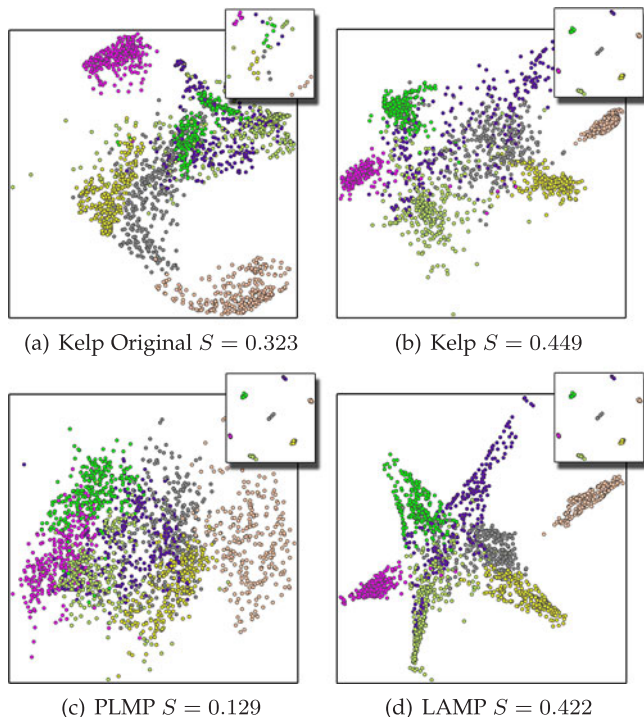 (a) Kelp Original S = 0.323
(b) Kelp S = 0.449
(c) PLMP S = 0.129
(d) LAMP S = 0.422